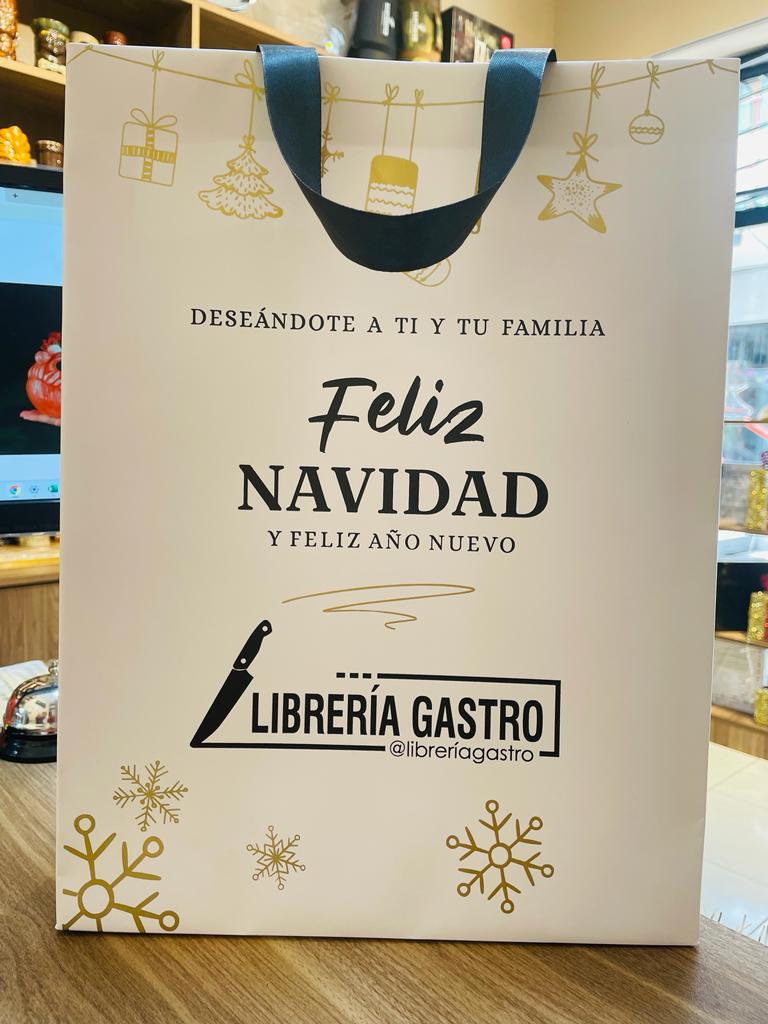 DESEÁNDOTE A TI Y TU FAMILIA
Feliz
NAVIDAD
Y FELIZ AÑO NUEVO
LIBRERÍA GASTRO
@libreríagastro